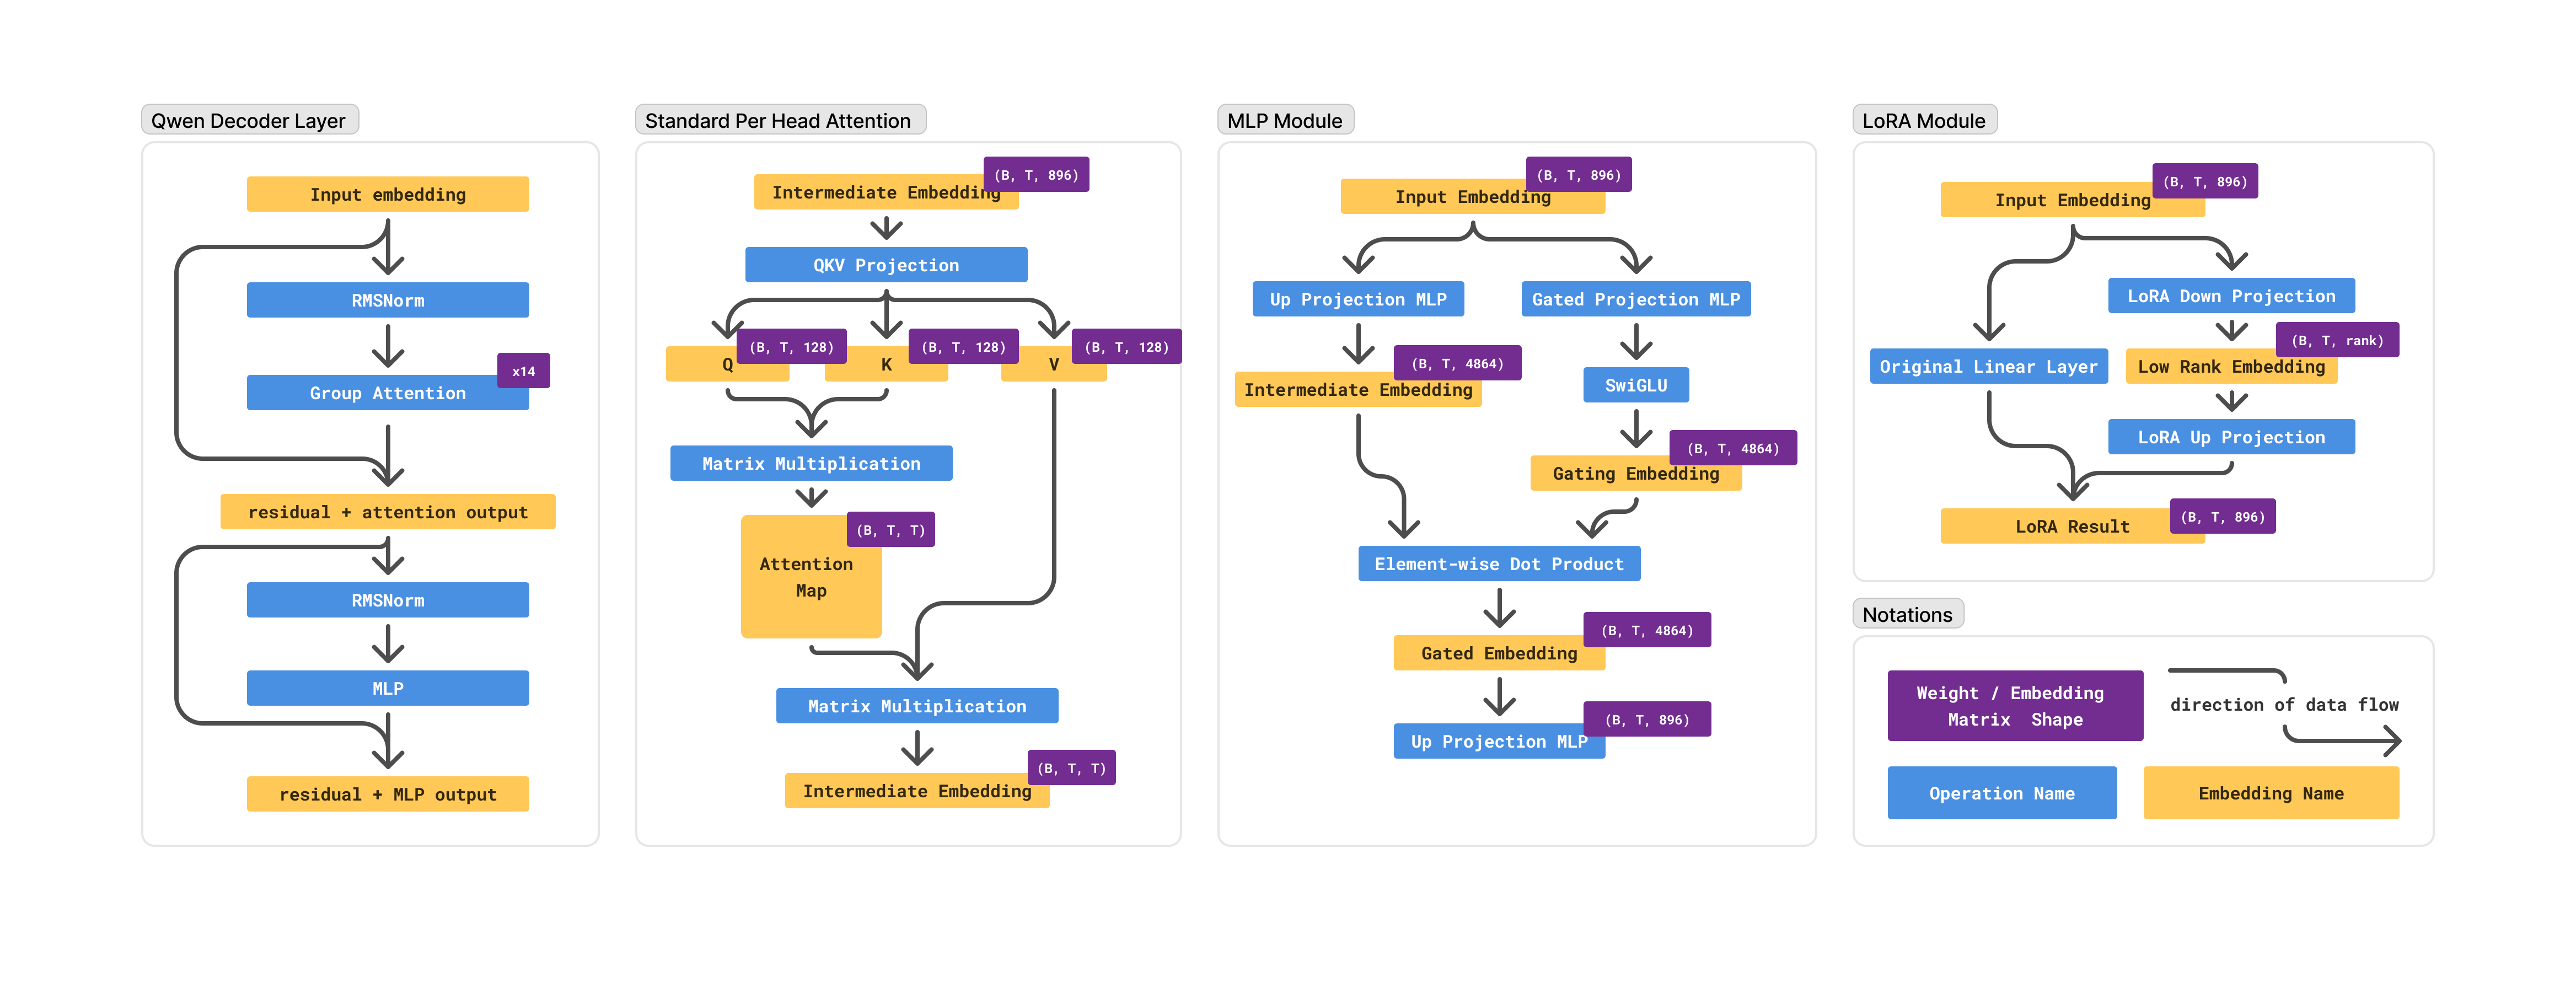 Qwen Decoder Layer
Input embedding
RMSNorm
x14
Group Attention
residual + attention output
RMSNorm
MLP
residual + MLP output
Standard Per Head Attention
(B, T, 896)
Intermediate Embedding
QKV Projection
(B, T, 128)
(B, T, 128)
(B, T, 128)
Q
K
V
Matrix Multiplication
(B, T, T)
Attention
Map
Matrix Multiplication
(B, T, T)
Intermediate Embedding
MLP Module
(B, T, 896)
Input Embedding
Up Projection MLP
Gated Projection MLP
(B, T, 4864)
Intermediate Embedding
SwiGLU
(B, T, 4864)
Gating Embedding
Element-wise Dot Product
(B, T, 4864)
Gated Embedding
(B, T, 896)
Up Projection MLP
LoRA Module
(B, T, 896)
Input Embedding
LoRA Down Projection
(B, T, rank)
Original Linear Layer
Low Rank Embedding
LoRA Up Projection
(B, T, 896)
LoRA Result
Notations
Weight / Embedding
Matrix Shape
direction of data flow
Operation Name
Embedding Name